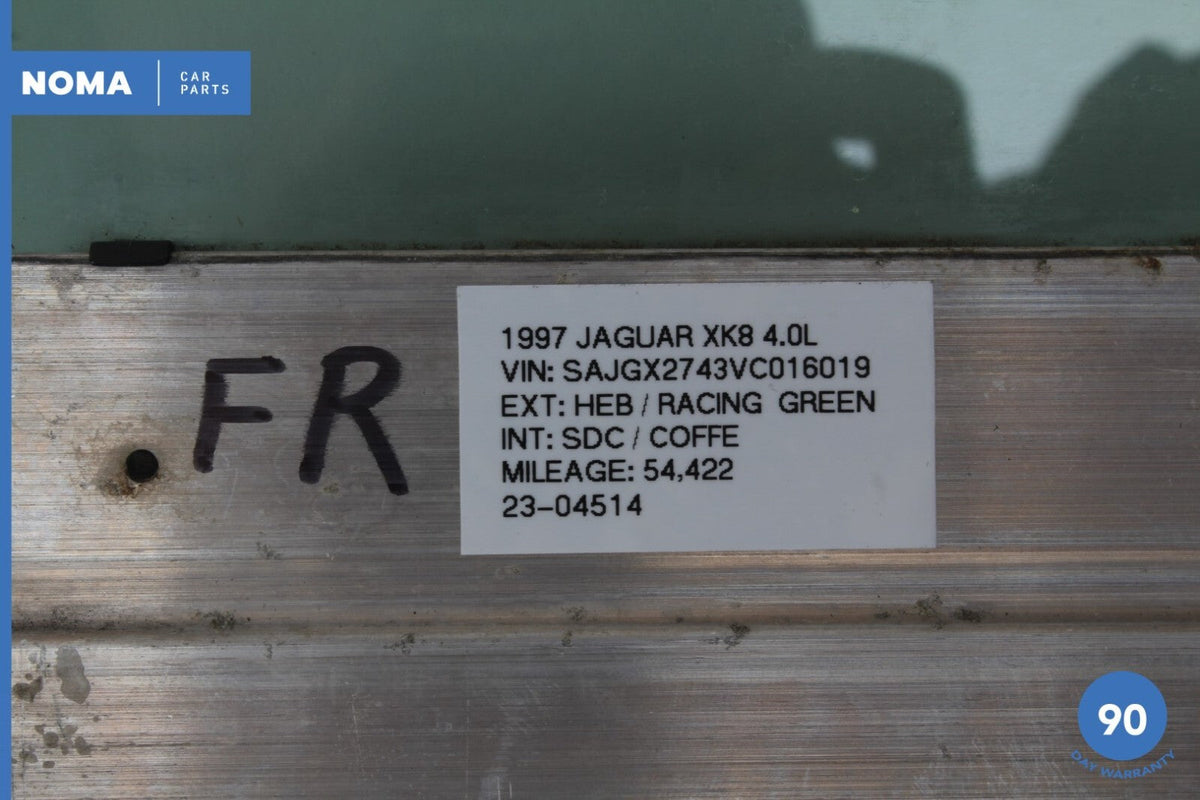 NOMA
CAR
PARTS
FR
1997 JAGUAR XK8 4.0L
VIN: SAJGX2743VC016019
EXT: HEB / RACING GREEN
INT: SDC / COFFE
MILEAGE: 54,422
23-04514
90
DAY WARRANTY